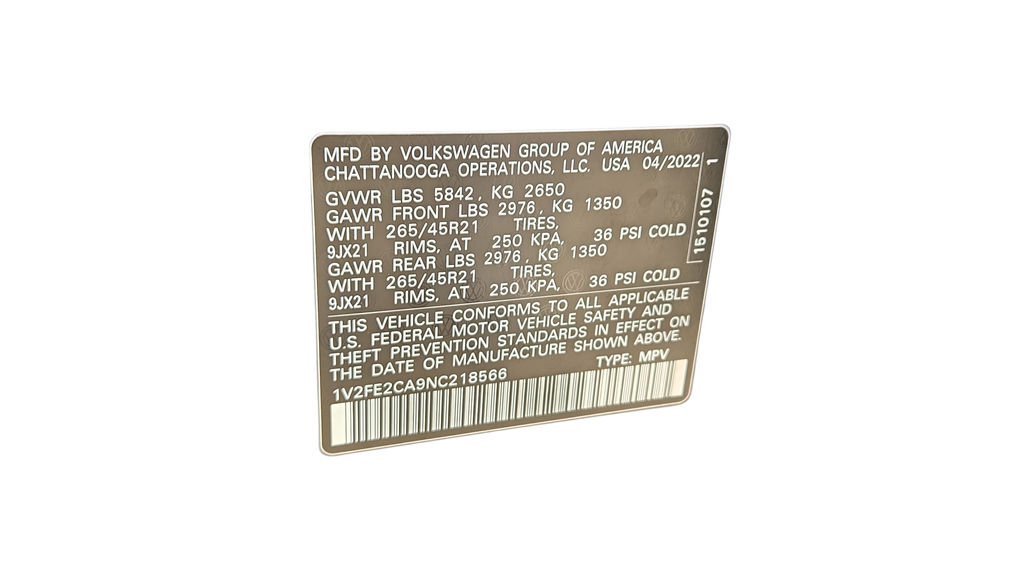 MFD BY VOLKSWAGEN GROUP OF AMERICA
CHATTANOOGA OPERATIONS, LLC. USA 04/2022
GVWR LBS 5842, KG 2650
GAWR FRONT LBS 2976, KG 1350
WITH 265/45R21 TIRES,
9JX21 RIMS, AT 250 KPA, 36 PSI COLD
GAWR REAR LBS 2976, KG 1350
WITH 265/45R21 TIRES,
9JX21 RIMS, AT 250 KPA, 36 PSI COLD
THIS VEHICLE CONFORMS TO ALL APPLICABLE
U.S. FEDERAL MOTOR VEHICLE SAFETY AND
THEFT PREVENTION STANDARDS IN EFFECT ON
THE DATE OF MANUFACTURE SHOWN ABOVE.
1V2FE2CA9NC218566 TYPE: MPV
1510107 1